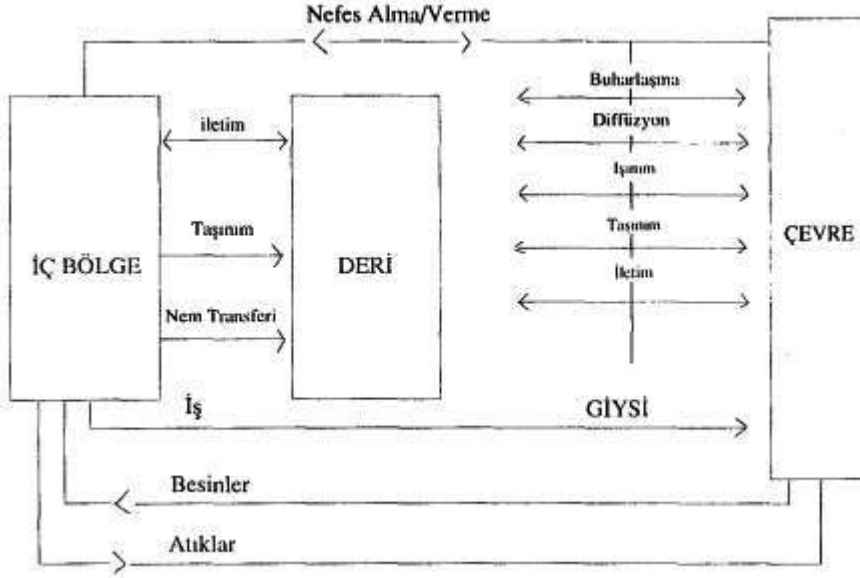 Nefes Alma/Verme
Buharlaşma
iletim
Diffüzyon
Işınım
Taşınım
Taşınım
ÇEVRE
İÇ BÖLGE
DERİ
İletim
Nem Transferi
İş
GİYSİ
Besinler
Atıklar